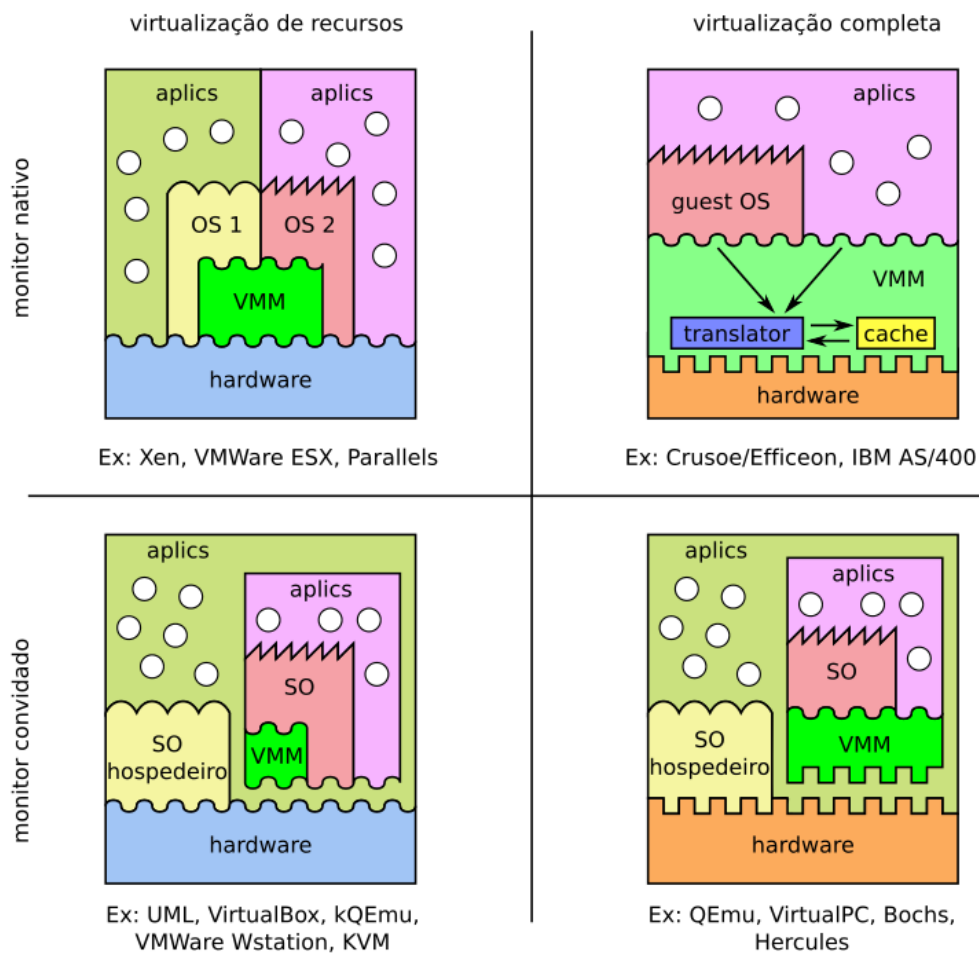 virtualização de recursos
virtualização completa
monitor nativo
aplics
aplics
OS 1
OS 2
VMM
hardware
Ex: Xen, VMWare ESX, Parallels
aplics
guest OS
VMM
translator
cache
hardware
Ex: Crusoe/Efficeon, IBM AS/400
monitor convidado
aplics
aplics
SO
VMM
SO
hospedeiro
hardware
Ex: UML, VirtualBox, kQEmu,
VMWare Wstation, KVM
aplics
aplics
SO
VMM
SO
hospedeiro
hardware
Ex: QEmu, VirtualPC, Bochs,
Hercules